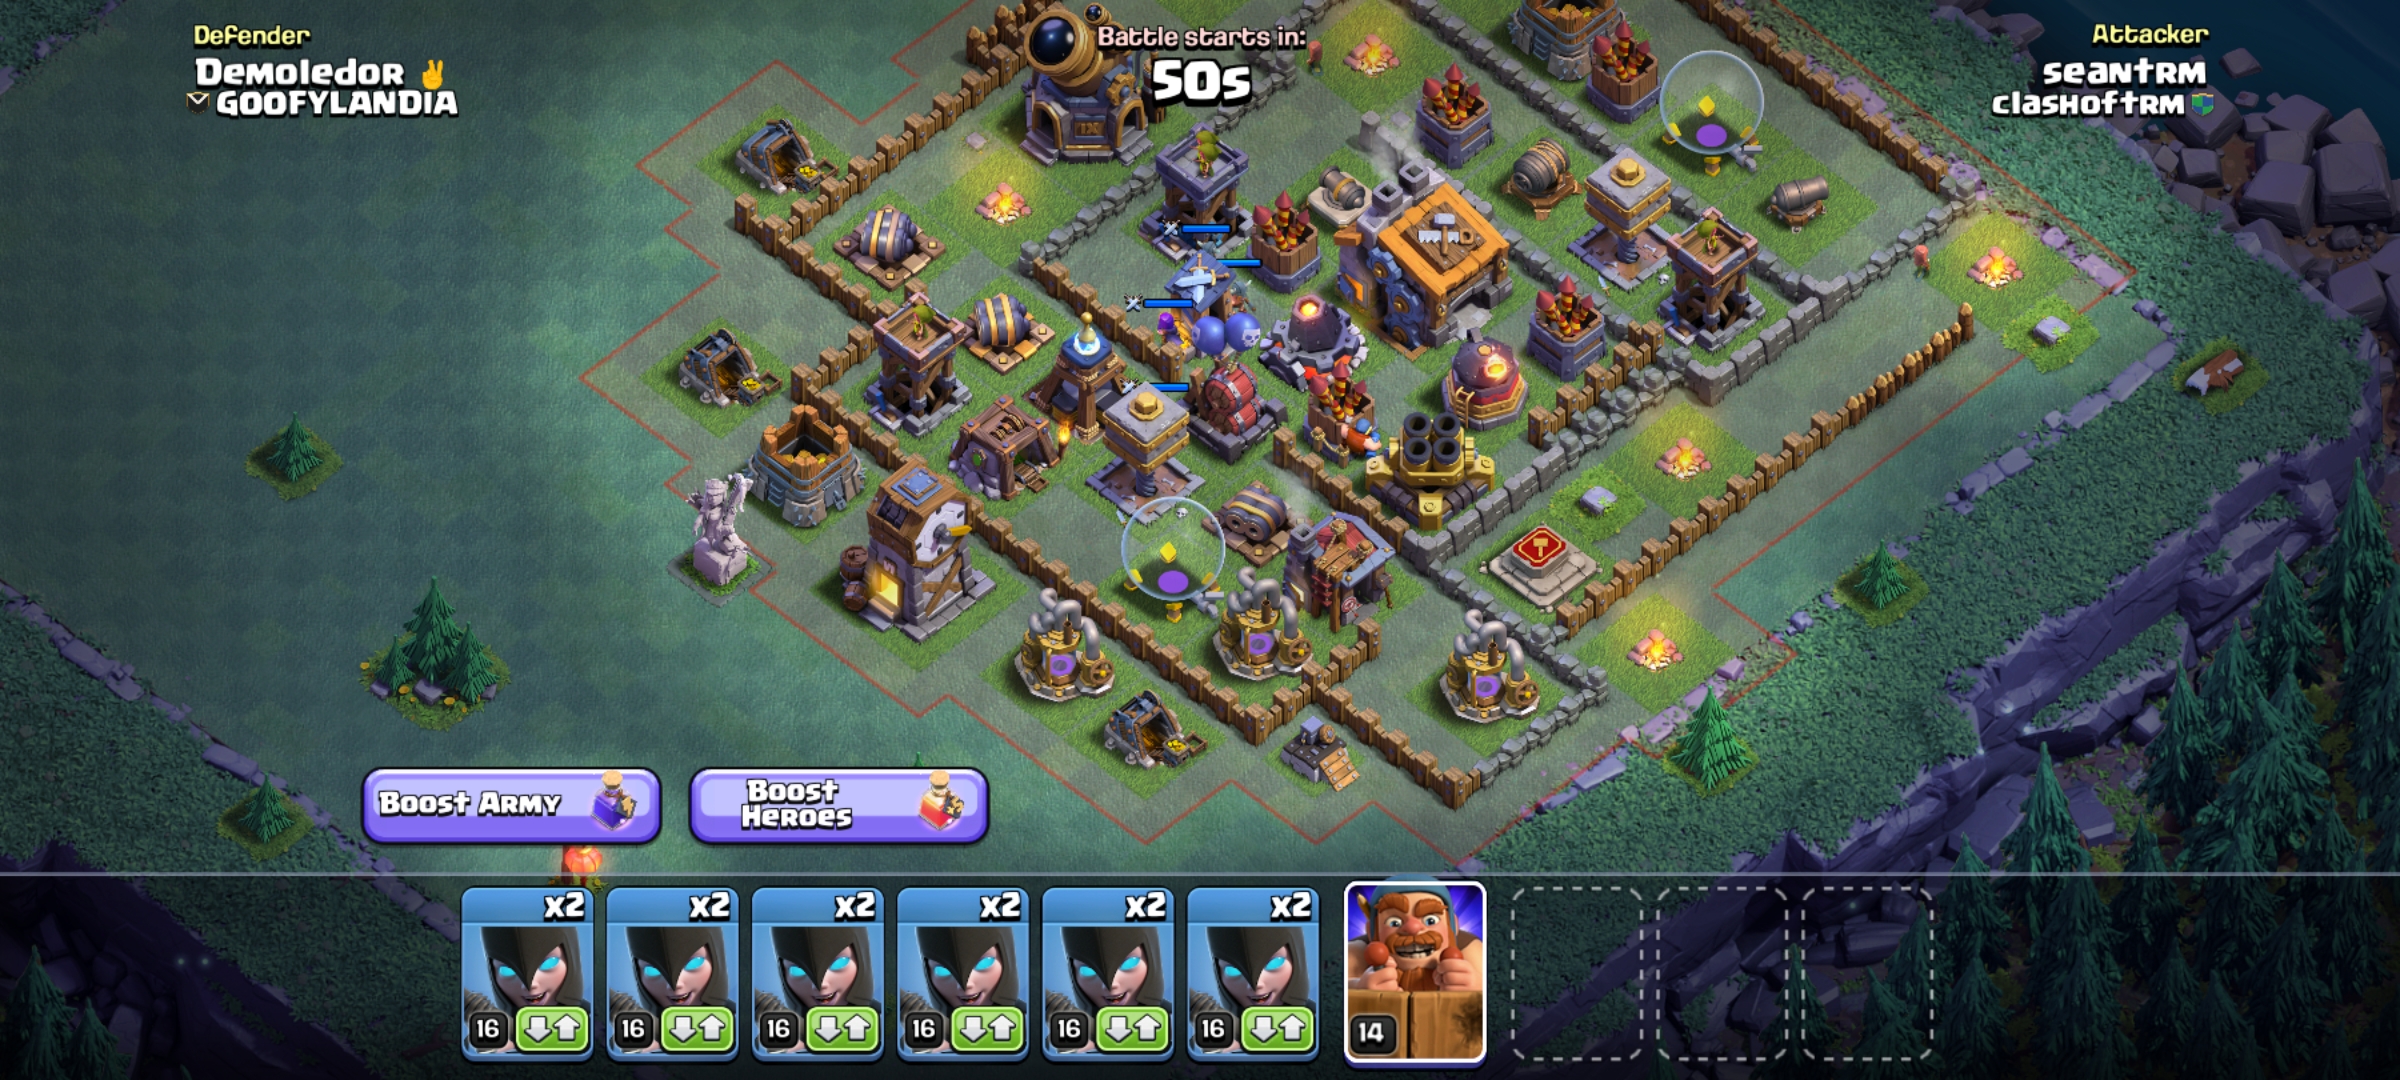 Defender
Demoledor ✌
GOOFYLANDIA
Battle starts in:
50s
Attacker
seantRM
clashoftRM
IX
Boost Army
Boost
Heroes
x2
x2
x2
x2
x2
x2
16
16
16
16
16
16
14